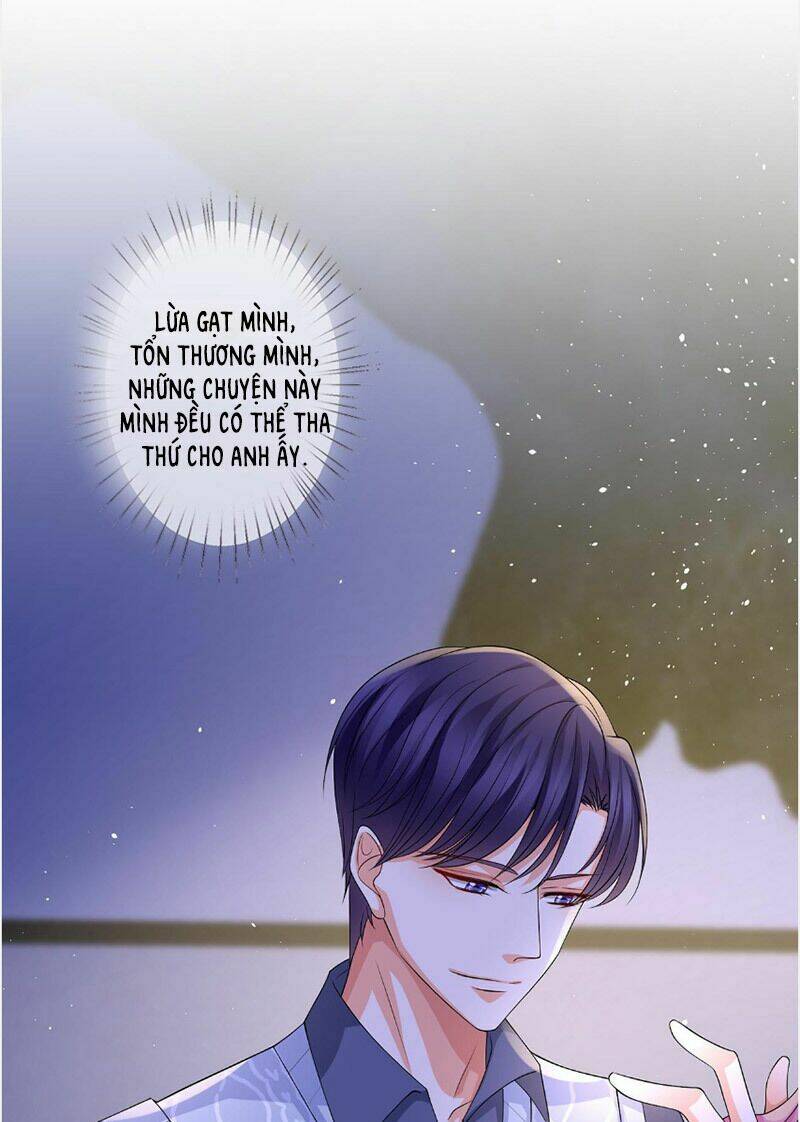 LỪA GẠT MÌNH,
TỔN THƯƠNG MÌNH,
NHỮNG CHUYỆN NÀY
MÌNH ĐỀU CÓ THỂ THA
THỨ CHO ANH ẤY.